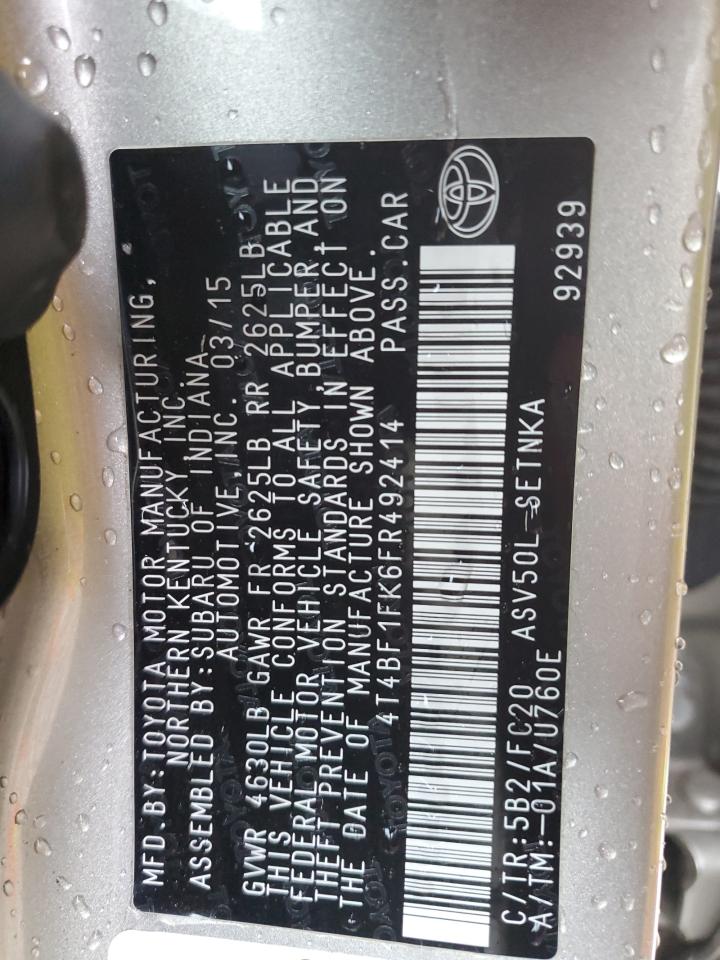 MFD.BY:TOYOTA MOTOR MANUFACTURING,
NORTHERN KENTUCKY INC.
ASSEMBLED BY:SUBARU OF INDIANA
AUTOMOTIVE,INC. 03/15
GVWR 4630LB GAWR FR 2625LB RR 2625LB
THIS VEHICLE CONFORMS TO ALL APPLICABLE
FEDERAL MOTOR VEHICLE SAFETY,BUMPER AND
THEFT PREVENTION STANDARDS IN EFFECT ON
THE DATE OF MANUFACTURE SHOWN ABOVE.
4T4BF1FK6FR492414 PASS.CAR
C/TR:5B2/FC20 ASV50L-SETNKA
A/TM:-01A/U760E 92939